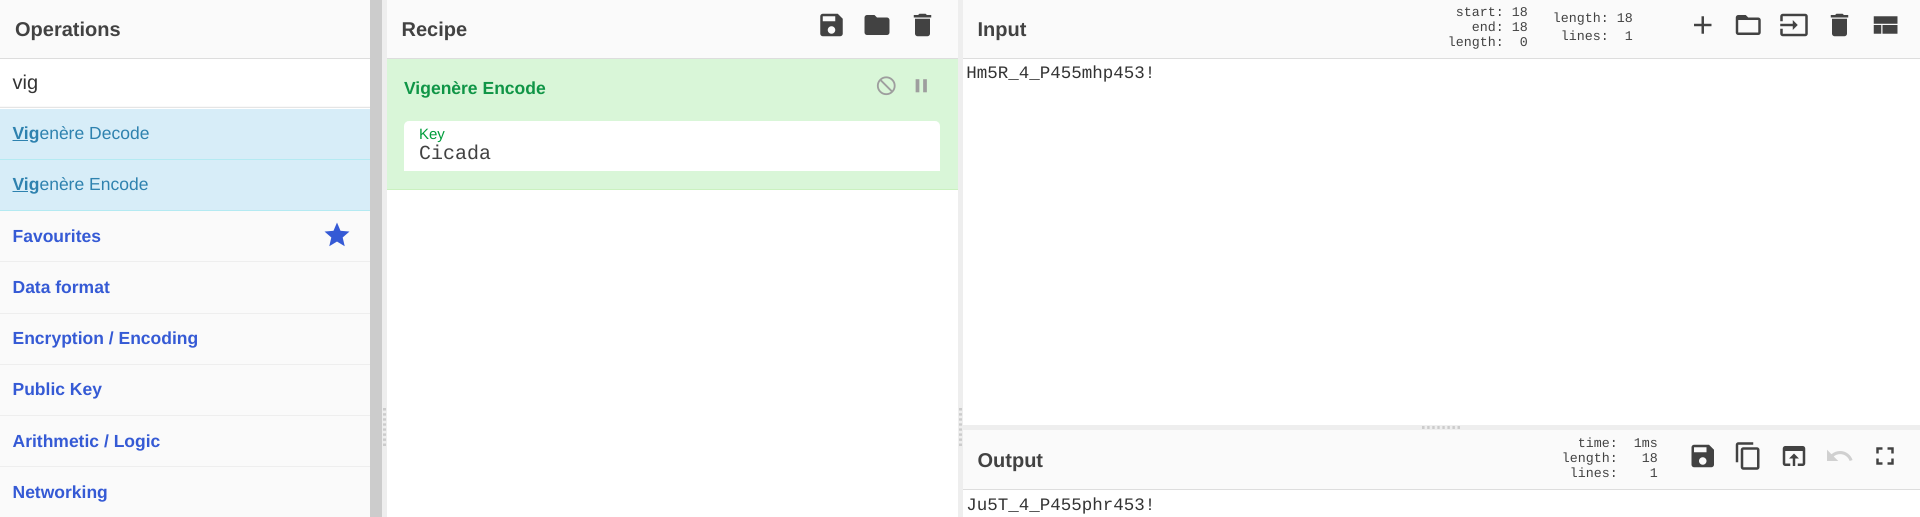 Operations
vig
Vigenère Decode
Vigenère Encode
Favourites
Data format
Encryption / Encoding
Public Key
Arithmetic / Logic
Networking
Recipe
Vigenère Encode
Key
Cicada
Input
start: 18
end: 18
length: 0
length: 18
lines: 1
Hm5R_4_P455mhp453!
Output
time: 1ms
length: 18
lines: 1
Ju5T_4_P455phr453!